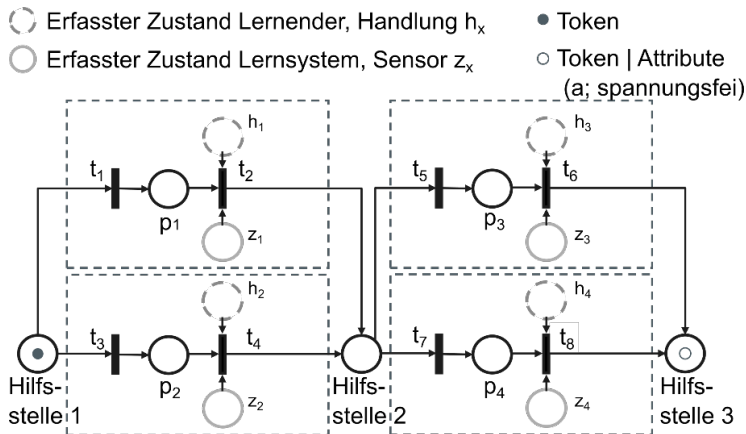 Erfasster Zustand Lernender, Handlung hx
Token
Erfasster Zustand Lernsystem, Sensor zx
Token | Attribute
(a; spannungsfei)
h1
h3
t1
t2
t5
t6
p1
z1
p3
z3
h2
h4
t3
t4
t7
t8
Hilfs-
stelle 1
p2
z2
Hilfs-
stelle 2
p4
z4
Hilfs-
stelle 3